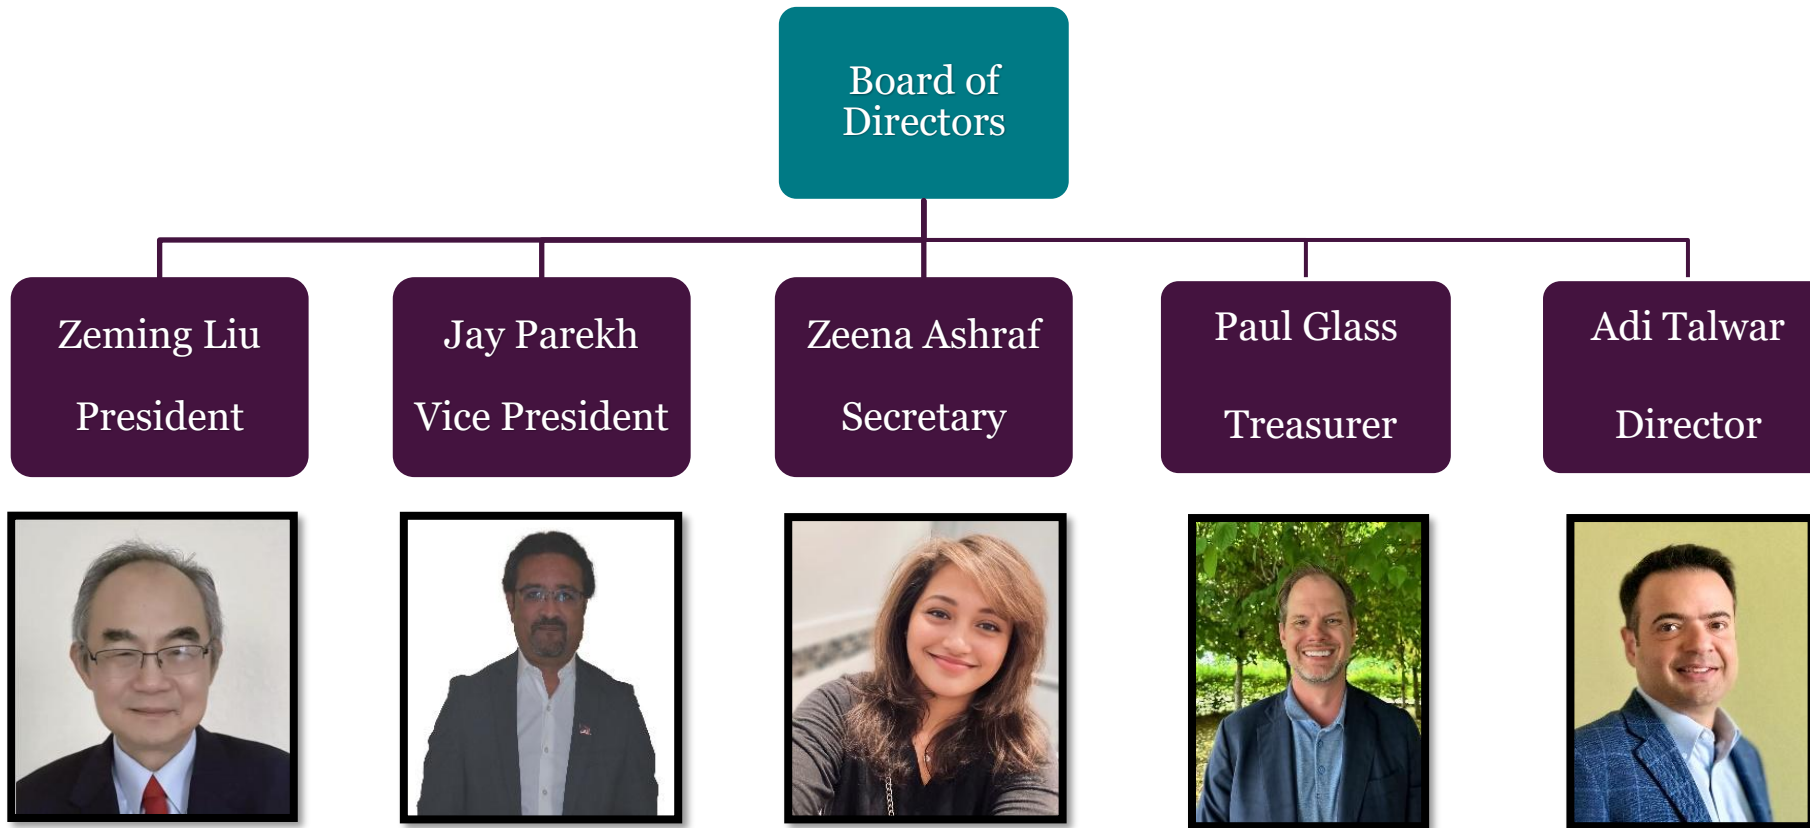 Board of
Directors
Zeming Liu
President
Jay Parekh
Vice President
Zeena Ashraf
Secretary
Paul Glass
Treasurer
Adi Talwar
Director